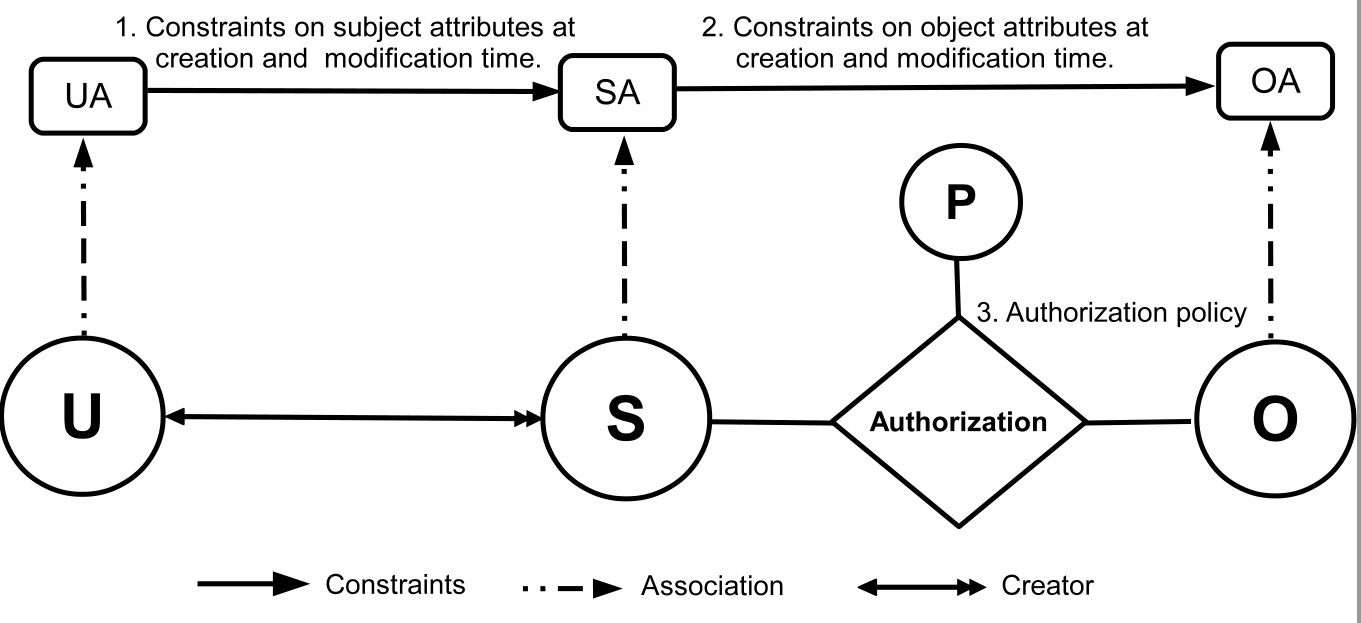 1. Constraints on subject attributes at
creation and  modification time.
2. Constraints on object attributes at
creation and modification time.
UA
SA
OA
P
3. Authorization policy
U
S
Authorization
O
Constraints
Association
Creator